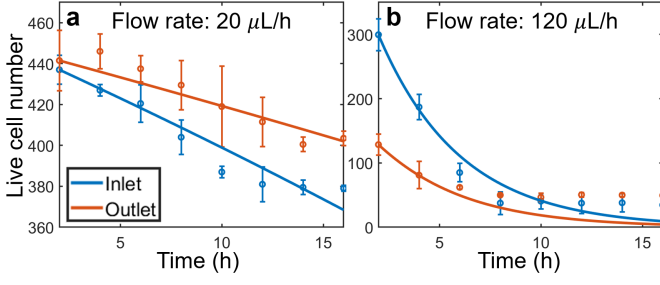 a Flow rate: 20 μL/h
b Flow rate: 120 μL/h
Live cell number
460
440
420
400
380
360
Inlet
Outlet
5
10
15
Time (h)
300
200
100
0
5
10
15
Time (h)